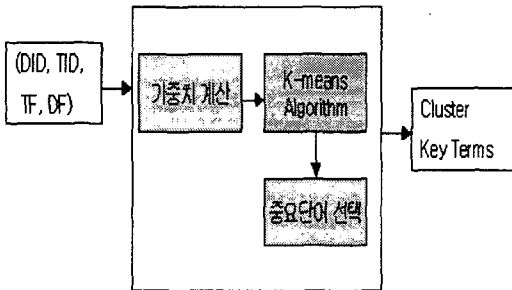 (DID, TID,
TF, DF)
가중치 계산
K-means
Algorithm
중요단어 선택
Cluster
Key Terms